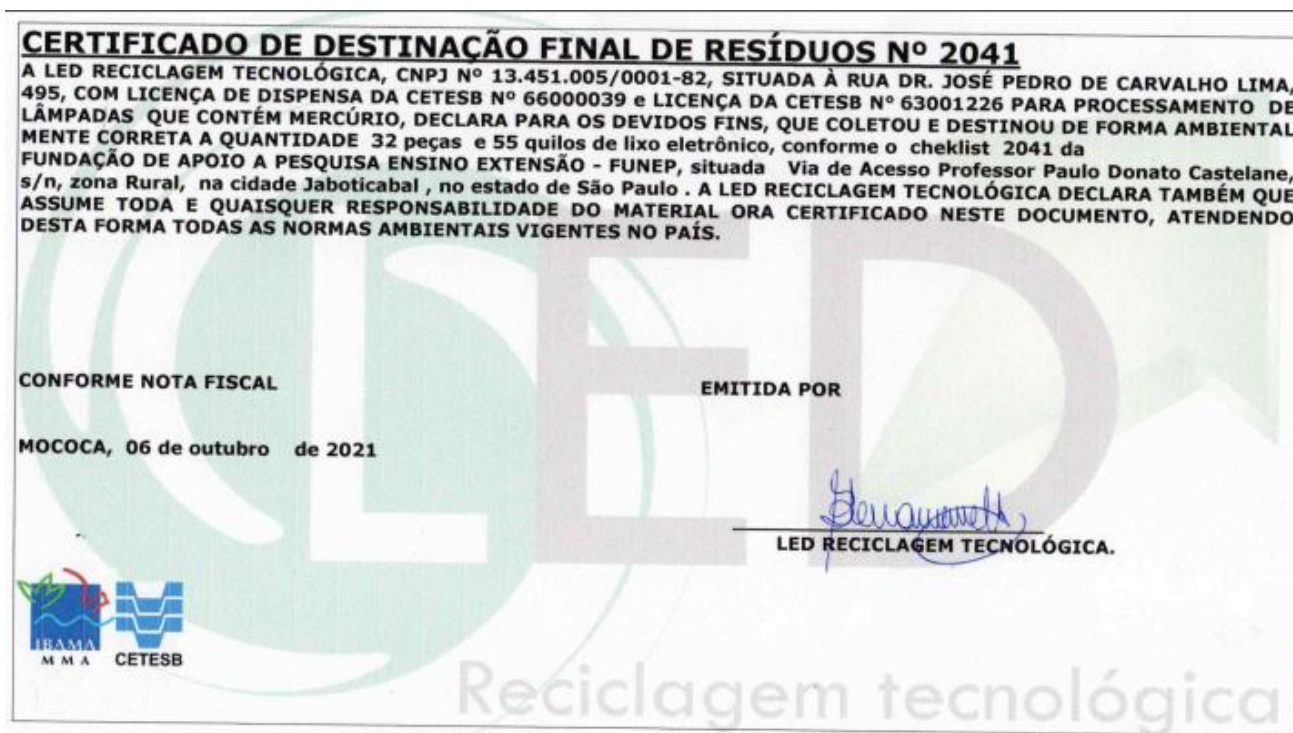 CERTIFICADO DE DESTINAÇÃO FINAL DE RESÍDUOS Nº 2041
A LED RECICLAGEM TECNOLÓGICA, CNPJ Nº 13.451.005/0001-82, SITUADA À RUA DR. JOSÉ PEDRO DE CARVALHO LIMA,
495, COM LICENÇA DE DISPENSA DA CETESB Nº 66000039 e LICENÇA DA CETESB Nº 63001226 PARA PROCESSAMENTO DE
LÂMPADAS QUE CONTÉM MERCÚRIO, DECLARA PARA OS DEVIDOS FINS, QUE COLETOU E DESTINOU DE FORMA AMBIENTAL
MENTE CORRETA A QUANTIDADE 32 peças e 55 quilos de lixo eletrônico, conforme o cheklist 2041 da
FUNDAÇÃO DE APOIO A PESQUISA ENSINO EXTENSÃO - FUNEP, situada Via de Acesso Professor Paulo Donato Castelane,
s/n, zona Rural, na cidade Jaboticabal , no estado de São Paulo . A LED RECICLAGEM TECNOLÓGICA DECLARA TAMBÉM QUE
ASSUME TODA E QUAISQUER RESPONSABILIDADE DO MATERIAL ORA CERTIFICADO NESTE DOCUMENTO, ATENDENDO
DESTA FORMA TODAS AS NORMAS AMBIENTAIS VIGENTES NO PAÍS.
LED
CONFORME NOTA FISCAL
EMITIDA POR
MOCOCA, 06 de outubro de 2021
LED RECICLAGEM TECNOLÓGICA.
IBAMA
M M A
CETESB
Reciclagem tecnológica